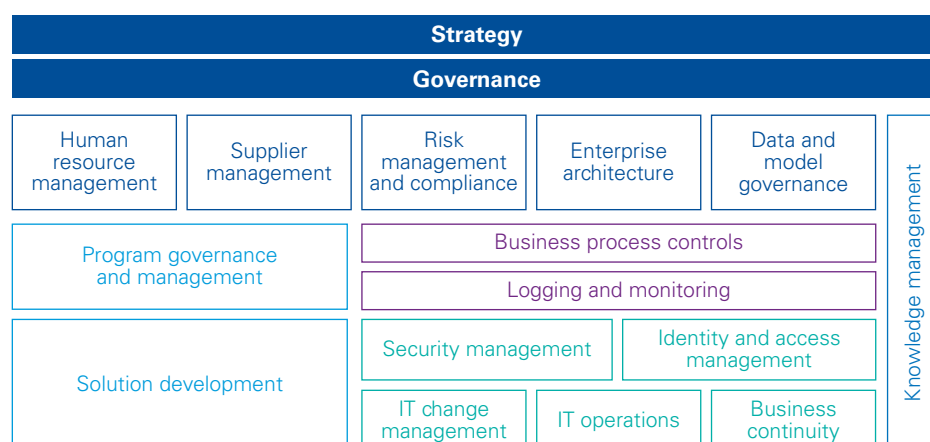 Strategy
Governance
Human
resource
management
Supplier
management
Risk
management
and compliance
Enterprise
architecture
Data and
model
governance
Knowledge management
Program governance
and management
Business process controls
Logging and monitoring
Solution development
Security management
Identity and access
management
IT change
management
IT operations
Business
continuity